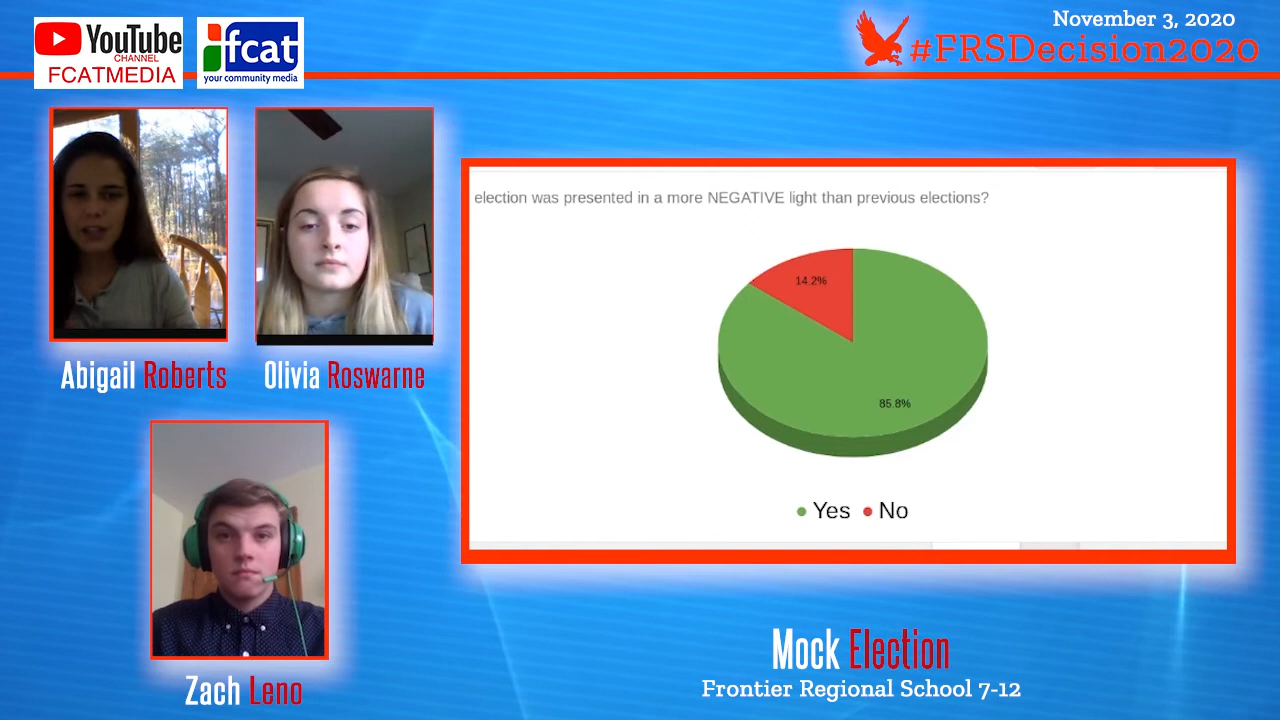 YouTube
CHANNEL
FCATMEDIA
fcat
your community media
November 3, 2020
#FRSDecision2020
Abigail Roberts
Olivia Roswarne
election was presented in a more NEGATIVE light than previous elections?
14.2%
85.8%
Yes No
Zach Leno
Mock Election
Frontier Regional School 7-12